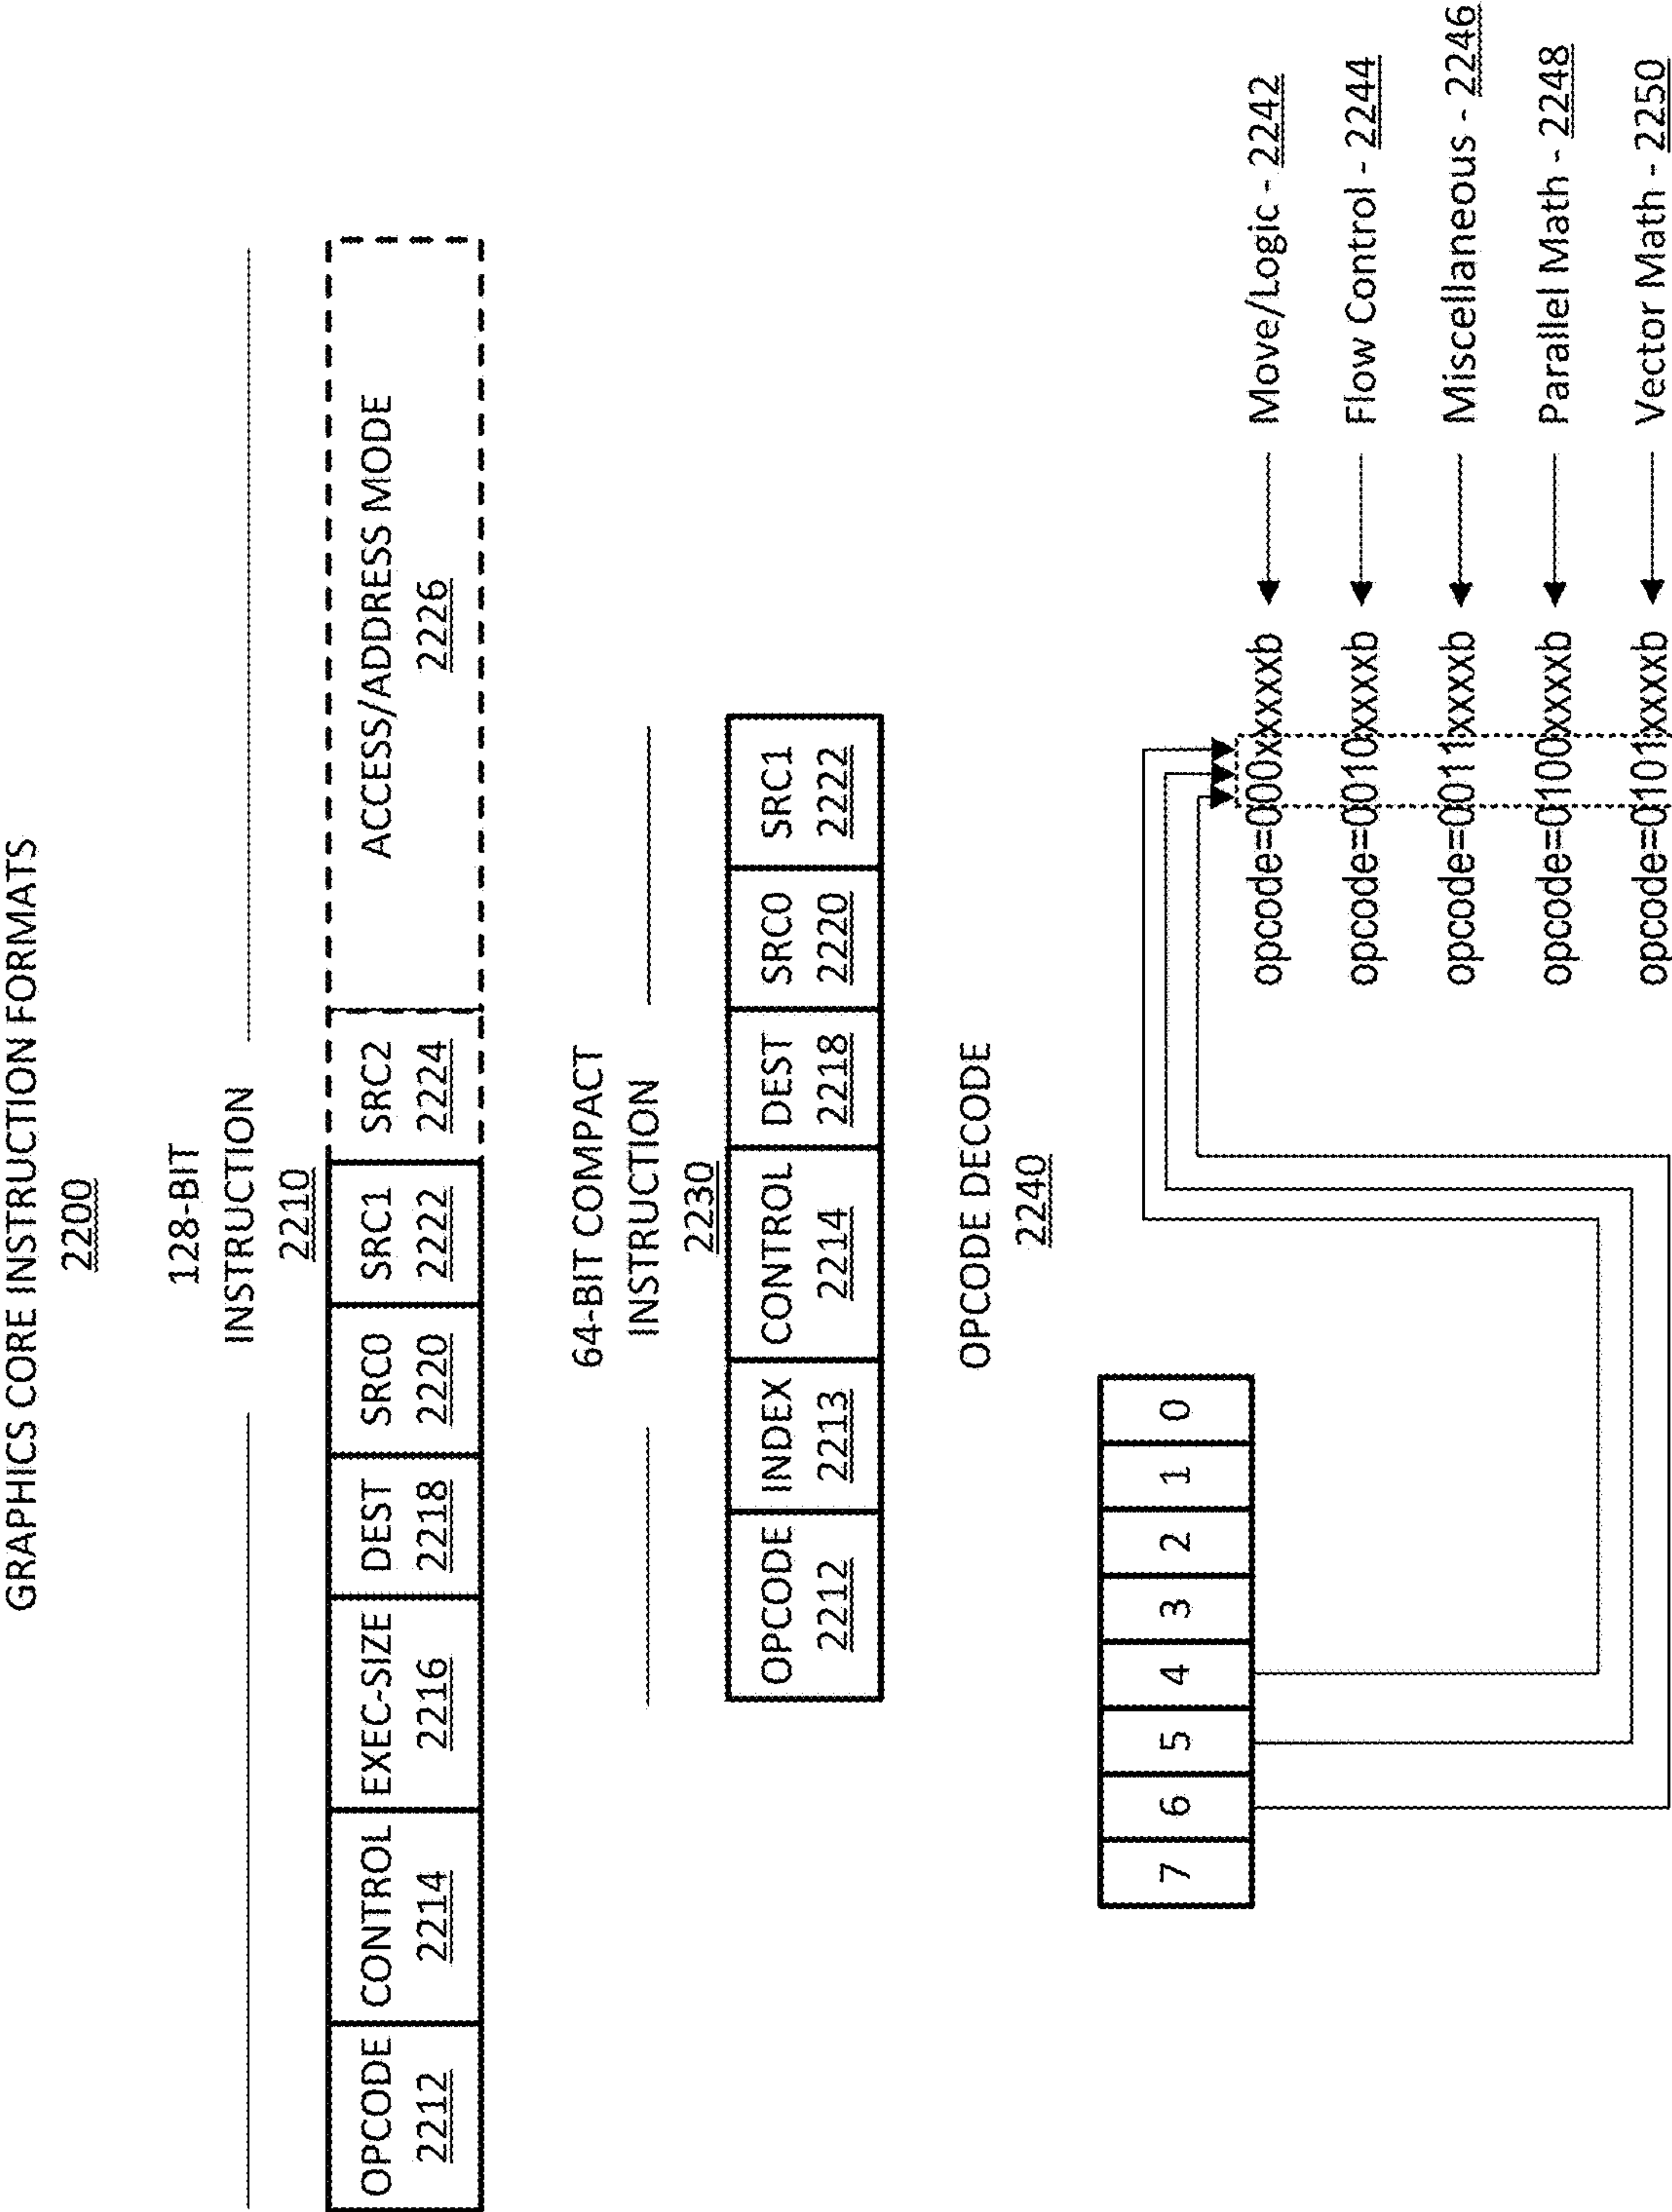 GRAPHICS CORE INSTRUCTION FORMATS
2200
128-BIT
INSTRUCTION
2210
OPCODE CONTROL EXEC-SIZE DEST SRC0 SRC1 SRC2 ACCESS/ADDRESS MODE
2212 2214 2216 2218 2220 2222 2224 2226
64-BIT COMPACT
INSTRUCTION
2230
OPCODE INDEX CONTROL DEST SRC0 SRC1
2212 2213 2214 2218 2220 2222
OPCODE DECODE
2240
7 6 5 4 3 2 1 0
opcode=000xxxxxb Move/Logic - 2242
opcode=0010xxxxb Flow Control - 2244
opcode=0011xxxxb Miscellaneous - 2246
opcode=0100xxxxb Parallel Math - 2248
opcode=0101xxxxb Vector Math - 2250